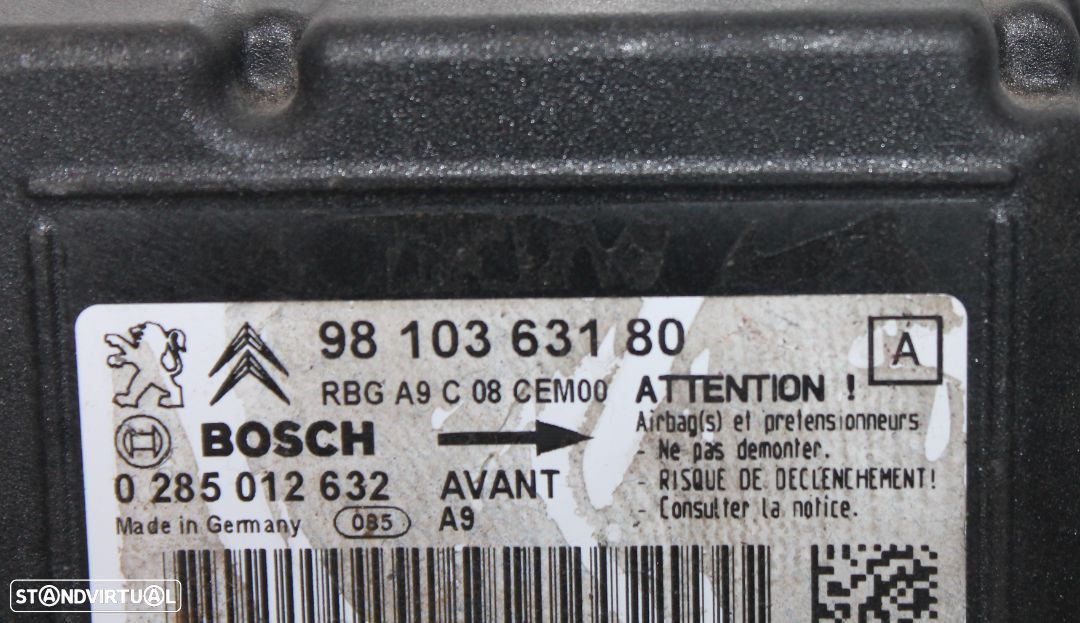 98 103 631 80
A
RBG A9 C 08 CEM00
ATTENTION !
Airbag(s) et pretensionneurs
- Ne pas demonter.
- RISQUE DE DECLENCHEMENT!
- Consulter la notice.
BOSCH
0 285 012 632
AVANT
Made in Germany
085
A9
STANDVIRTUAL